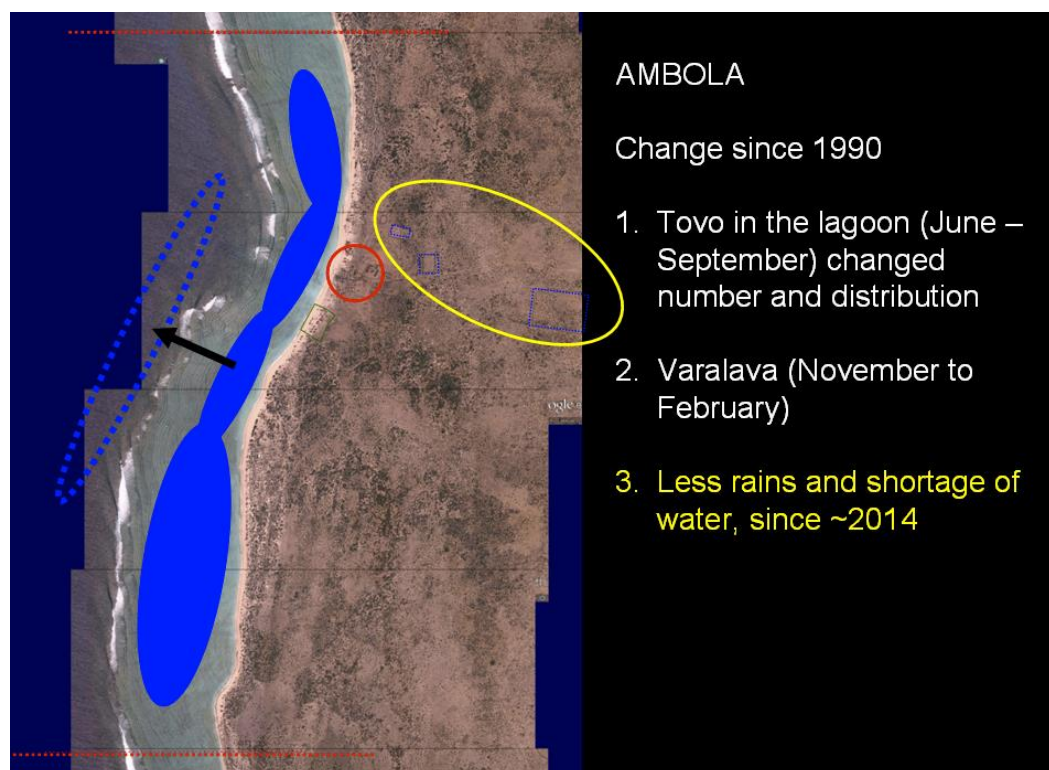 AMBOLA
Change since 1990
1. Tovo in the lagoon (June –
September) changed
number and distribution
2. Varalava (November to
February)
3. Less rains and shortage of
water, since ~2014
ogle